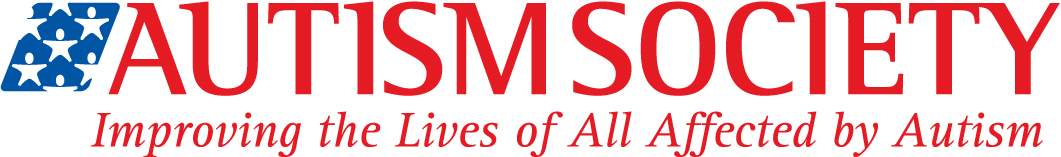 AUTISM SOCIETY
Improving the Lives of All Affected by Autism